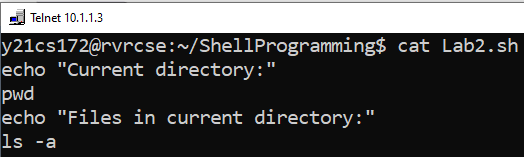 Telnet 10.1.1.3
y21cs172@rvrcse:~/ShellProgramming$ cat Lab2.sh
echo "Current directory:"
pwd
echo "Files in current directory:"
ls -a